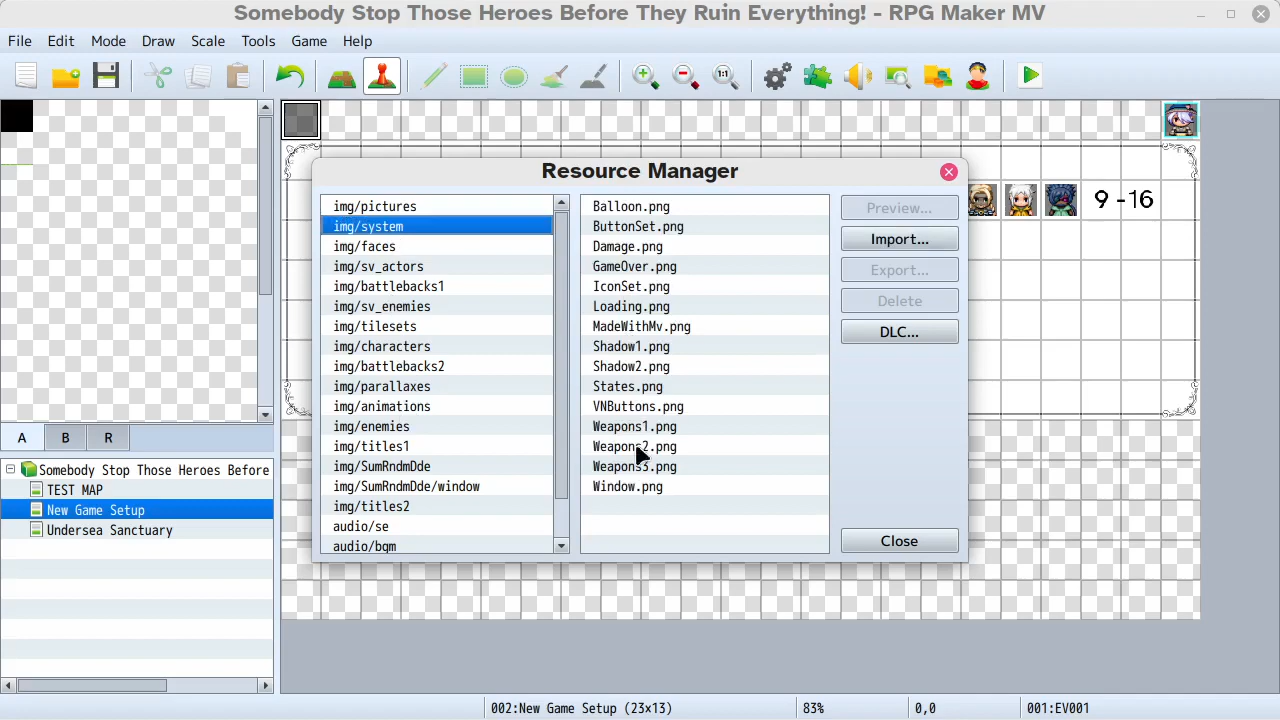 Somebody Stop Those Heroes Before They Ruin Everything! - RPG Maker MV
File Edit Mode Draw Scale Tools Game Help
1:1
9 -16
Resource Manager
img/pictures
img/system
img/faces
img/sv_actors
img/battlebacks1
img/sv_enemies
img/tilesets
img/characters
img/battlebacks2
img/parallaxes
img/animations
img/enemies
img/titles1
img/SumRndmDde
img/SumRndmDde/window
img/titles2
audio/se
audio/bgm
Balloon.png
ButtonSet.png
Damage.png
GameOver.png
IconSet.png
Loading.png
MadeWithMv.png
Shadow1.png
Shadow2.png
States.png
VNButtons.png
Weapons1.png
Weapons2.png
Weapons3.png
Window.png
Preview...
Import...
Export...
Delete
DLC...
Close
A B R
Somebody Stop Those Heroes Before
TEST MAP
New Game Setup
Undersea Sanctuary
002:New Game Setup (23x13) 83% 0,0 001:EV001